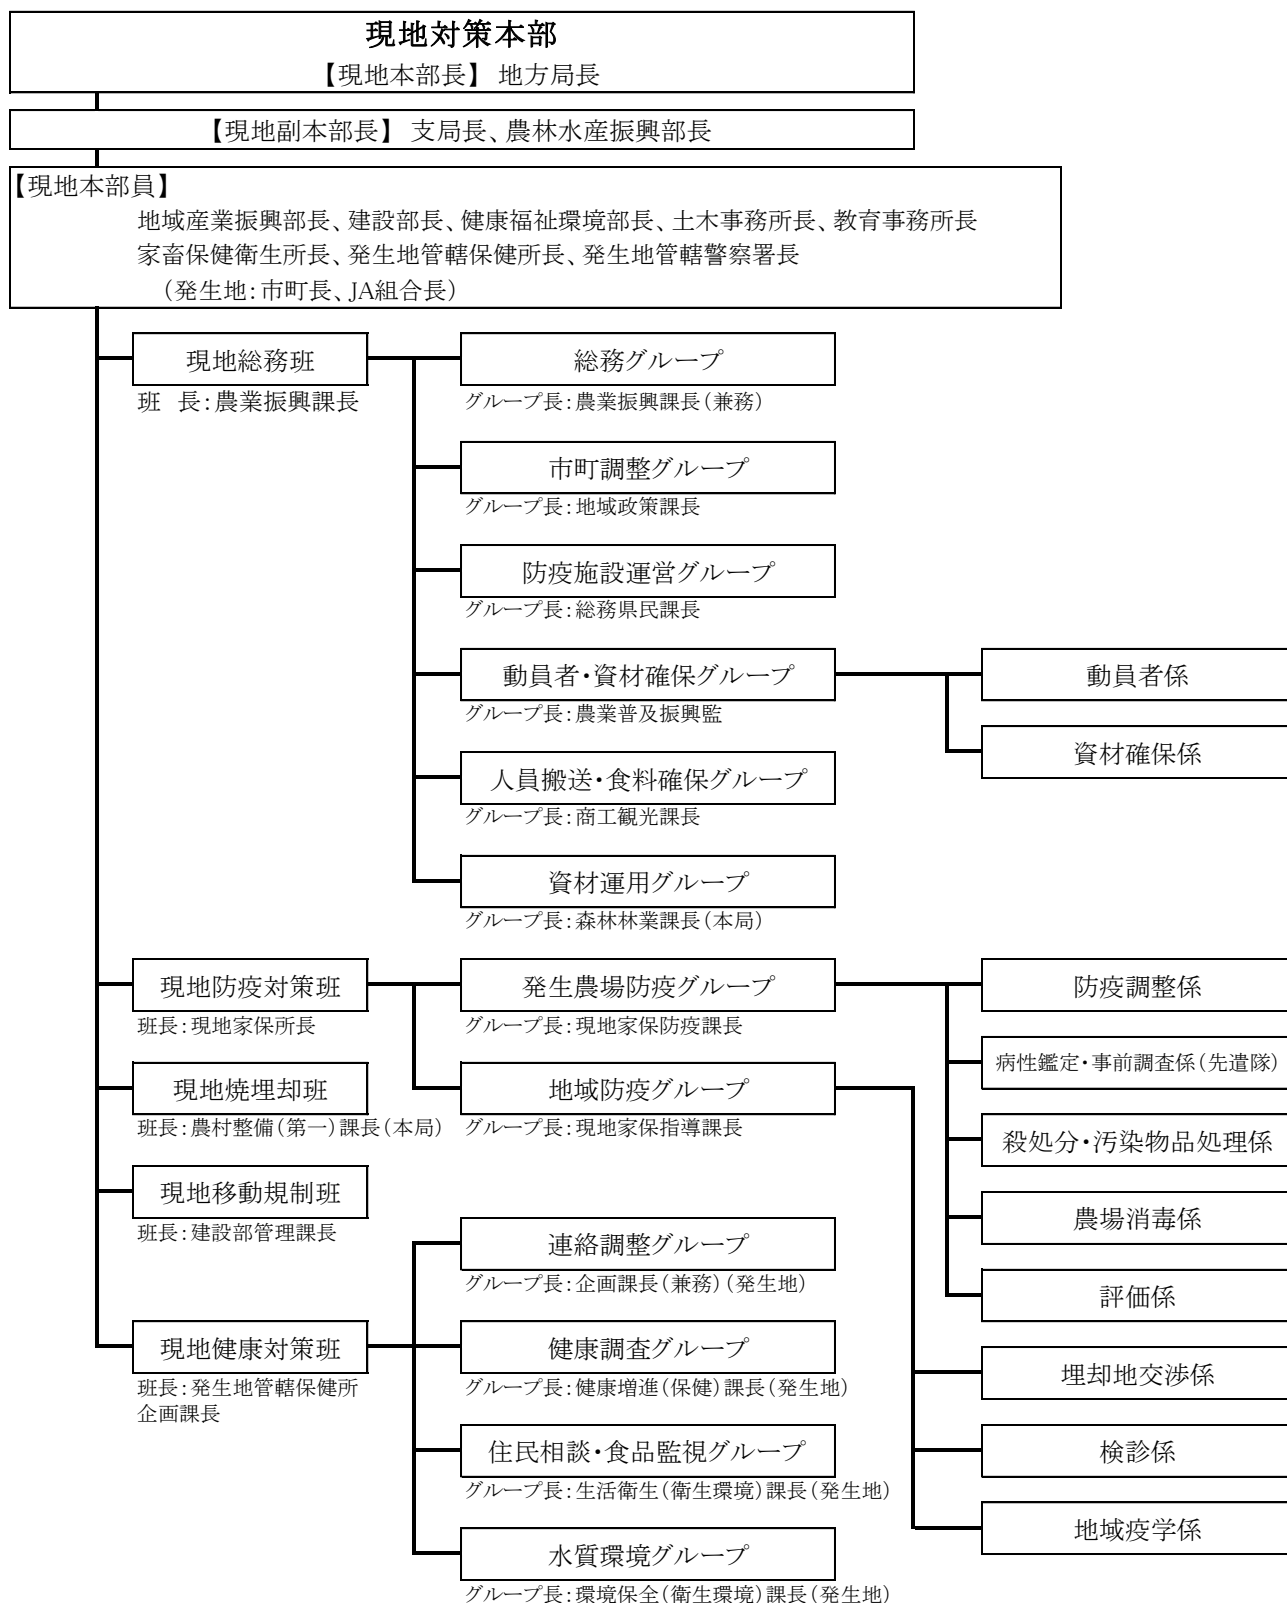 現地対策本部
【現地本部長】 地方局長
【現地副本部長】 支局長、農林水産振興部長
【現地本部員】
地域産業振興部長、建設部長、健康福祉環境部長、土木事務所長、教育事務所長
家畜保健衛生所長、発生地管轄保健所長、発生地管轄警察署長
（発生地：市町長、JA組合長）
現地総務班
班　長：農業振興課長
総務グループ
グループ長：農業振興課長（兼務）
市町調整グループ
グループ長：地域政策課長
防疫施設運営グループ
グループ長：総務県民課長
動員者・資材確保グループ
グループ長：農業普及振興監
動員者係
資材確保係
人員搬送・食料確保グループ
グループ長：商工観光課長
資材運用グループ
グループ長：森林林業課長（本局）
現地防疫対策班
班長：現地家保所長
発生農場防疫グループ
グループ長：現地家保防疫課長
防疫調整係
病性鑑定・事前調査係（先遣隊）
殺処分・汚染物品処理係
農場消毒係
評価係
地域防疫グループ
グループ長：現地家保指導課長
埋却地交渉係
検診係
地域疫学係
現地焼埋却班
班長：農村整備（第一）課長（本局）
現地移動規制班
班長：建設部管理課長
現地健康対策班
班長：発生地管轄保健所
企画課長
連絡調整グループ
グループ長：企画課長（兼務）（発生地）
健康調査グループ
グループ長：健康増進（保健）課長（発生地）
住民相談・食品監視グループ
グループ長：生活衛生（衛生環境）課長（発生地）
水質環境グループ
グループ長：環境保全（衛生環境）課長（発生地）